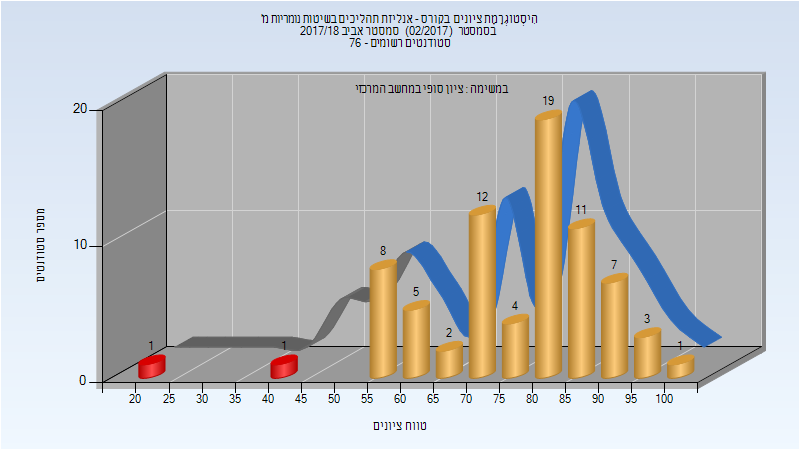 הִיסְטוֹגְרָמַת ציונים בקורס - אנליזת תהליכים בשיטות נומריות מ'
בסמסטר (02/2017) סמסטר אביב 2017/18
סטודנטים רשומים - 76
במשימה : ציון סופי במחשב המרכזי
מספר סטודנטים
20
10
0
1
1
8
5
2
12
4
19
11
7
3
1
20 25 30 35 40 45 50 55 60 65 70 75 80 85 90 95 100
טווח ציונים